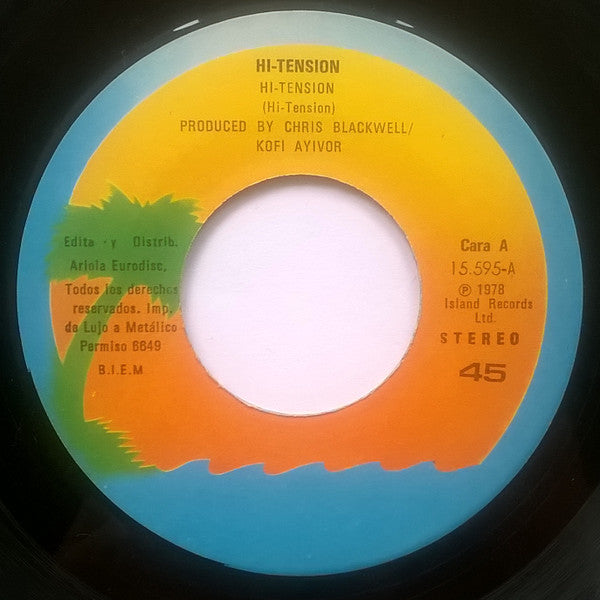 HI-TENSION
HI-TENSION
(Hi-Tension)
PRODUCED BY CHRIS BLACKWELL/
KOFI AYIVOR
Edita y Distrib.
Ariola Eurodisc,
Todos los derechos
reservados. Imp.
de Lujo a Metálico
Permiso 6649
B.I.E.M
Cara A
15.595-A
℗ 1978
Island Records
Ltd.
STEREO
45